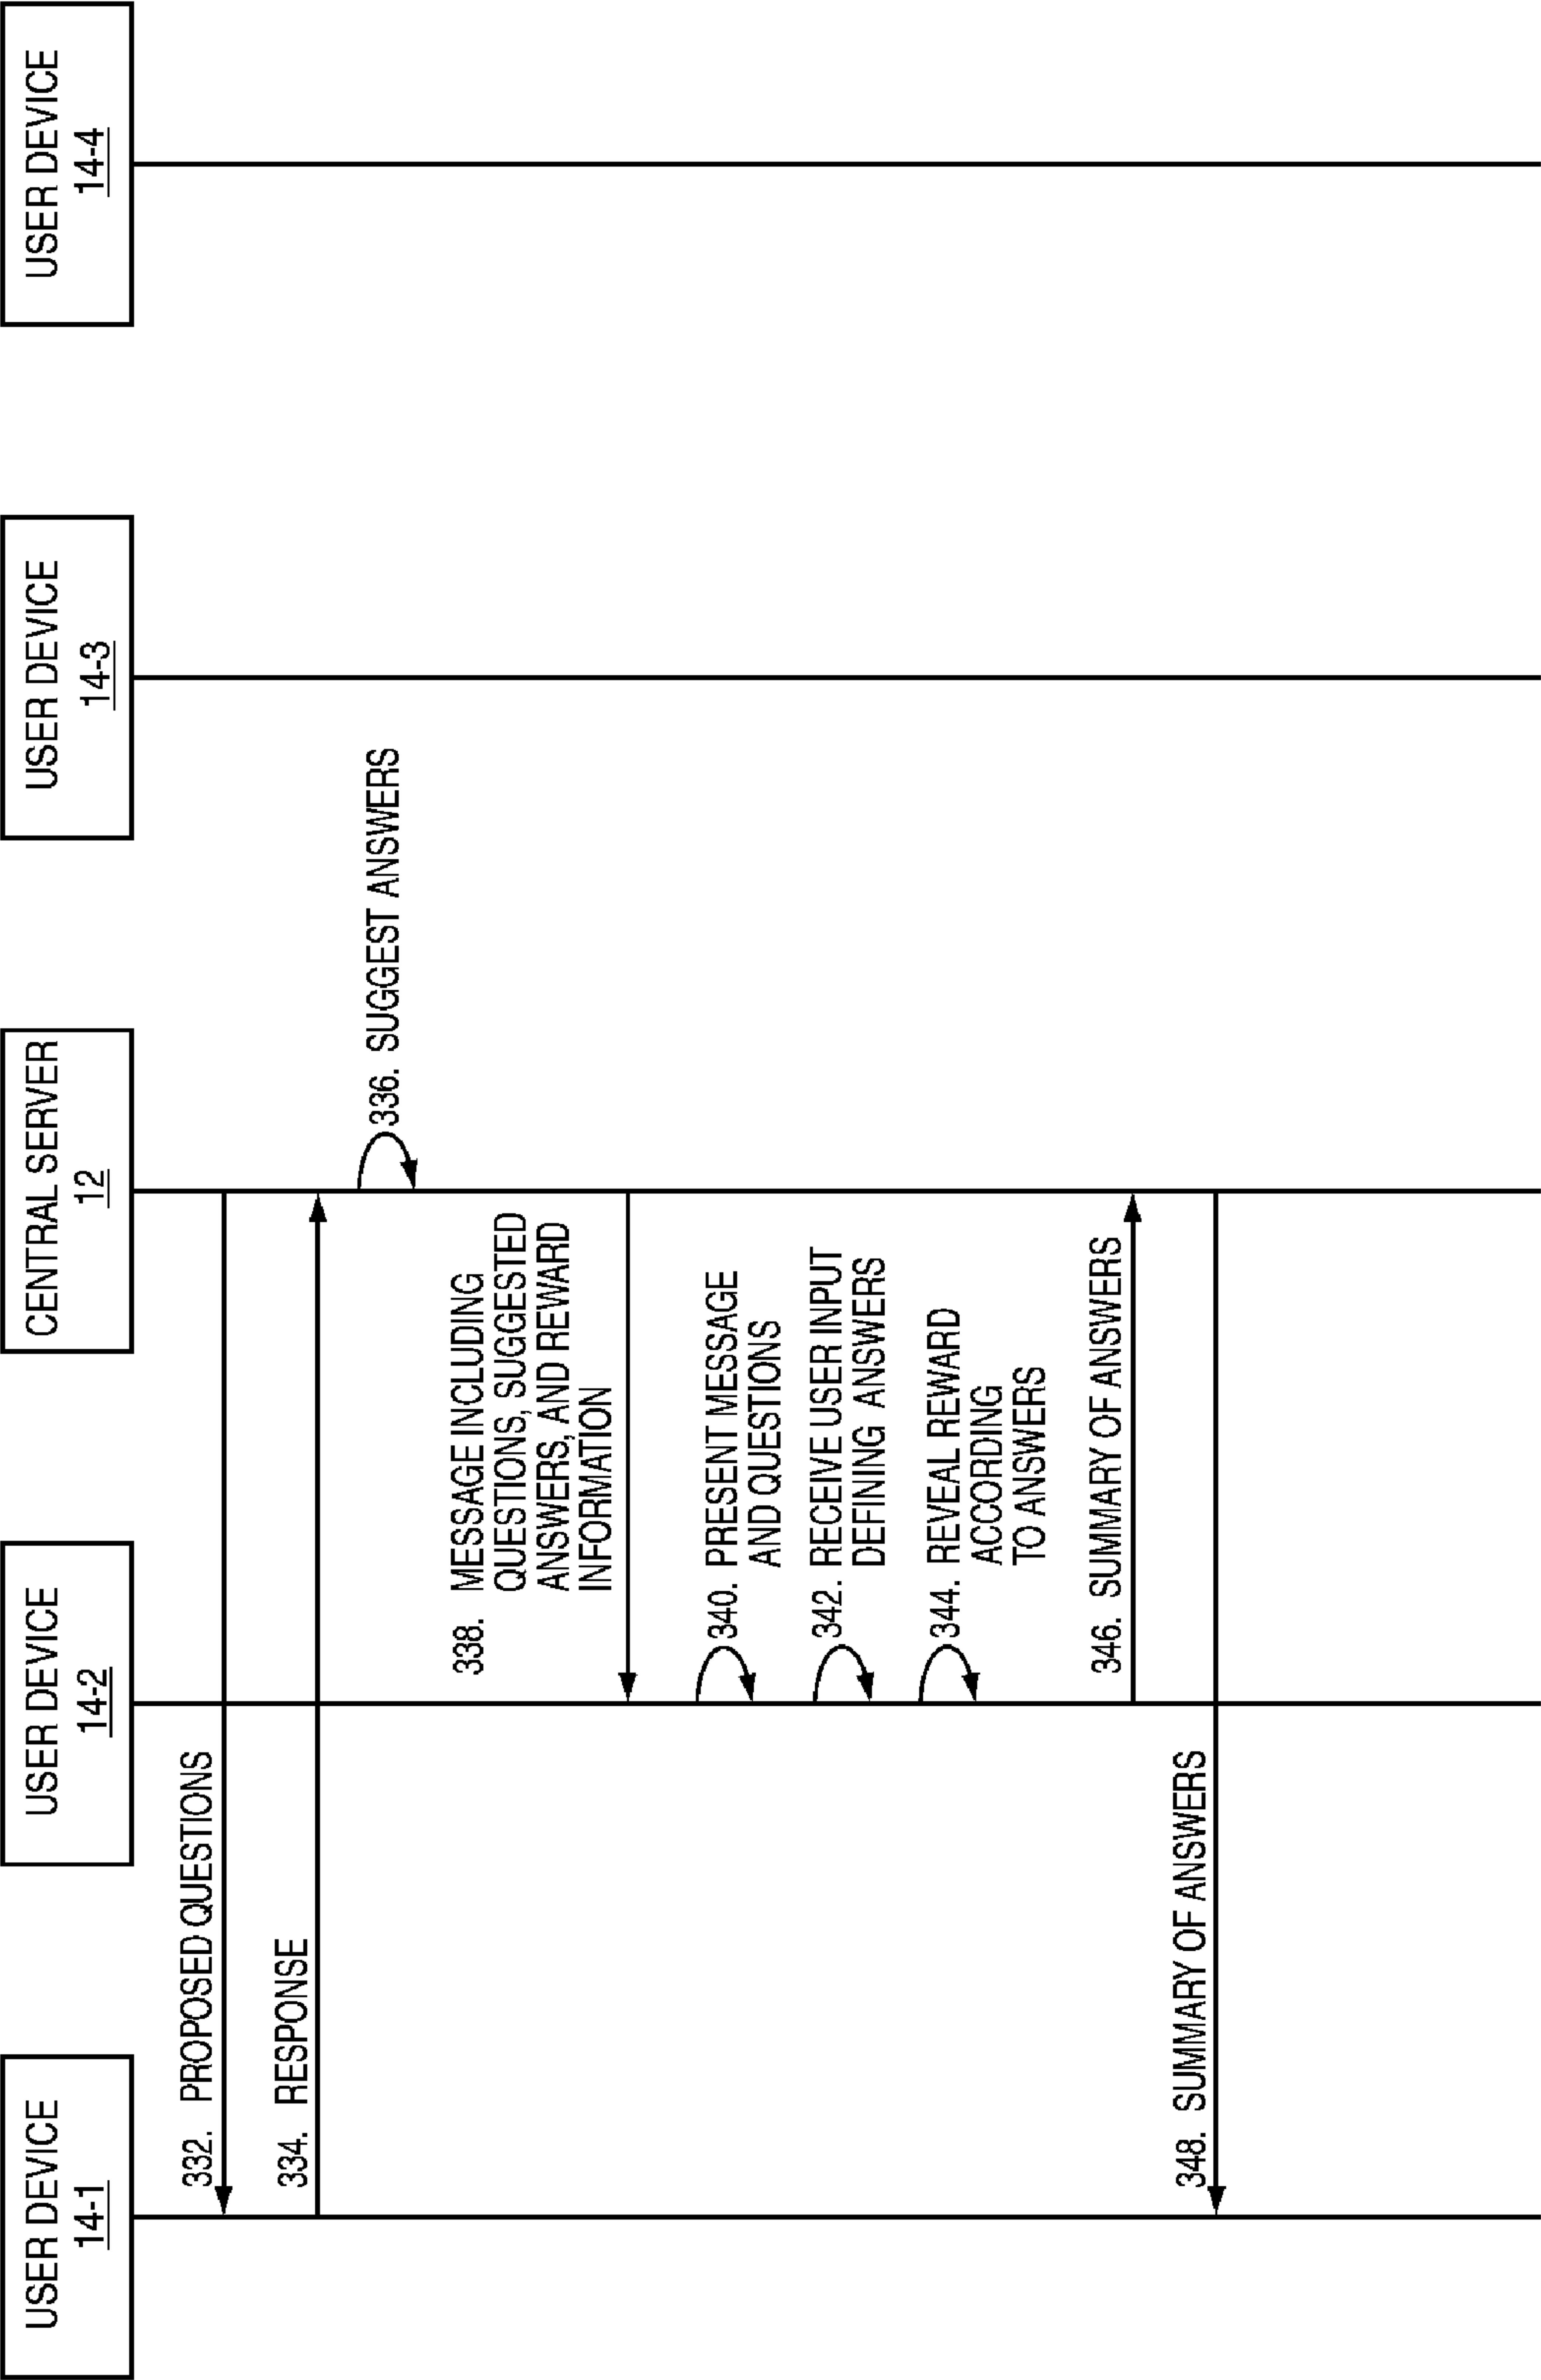 USER DEVICE
14-1
USER DEVICE
14-2
CENTRAL SERVER
12
USER DEVICE
14-3
USER DEVICE
14-4
332. PROPOSED QUESTIONS
334. RESPONSE
336. SUGGEST ANSWERS
338. MESSAGE INCLUDING
QUESTIONS, SUGGESTED
ANSWERS, AND REWARD
INFORMATION
340. PRESENT MESSAGE
AND QUESTIONS
342. RECEIVE USER INPUT
DEFINING ANSWERS
344. REVEAL REWARD
ACCORDING
TO ANSWERS
346. SUMMARY OF ANSWERS
348. SUMMARY OF ANSWERS